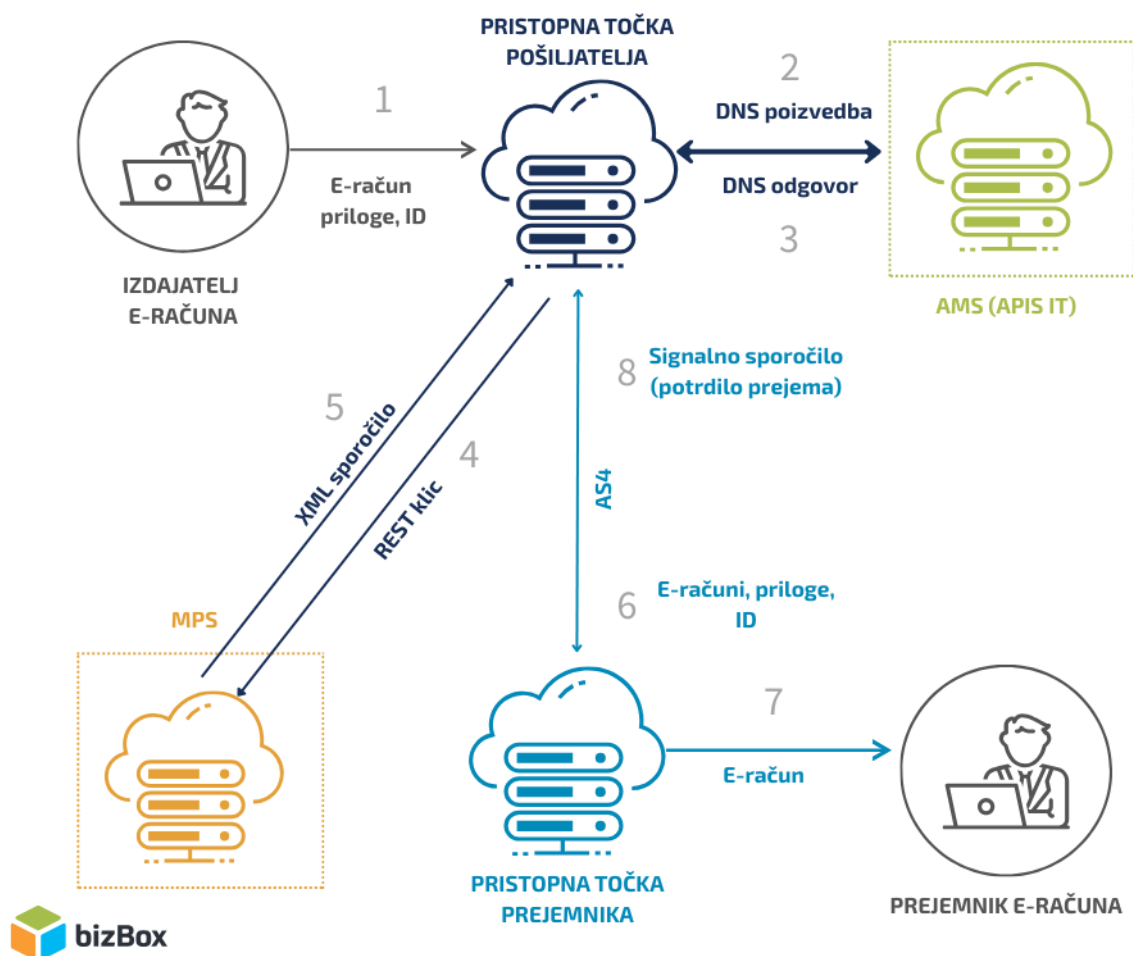 PRISTOPNA TOČKA
POŠILJATELJA
1
E-račun
priloge, ID
IZDAJATELJ
E-RAČUNA
2
DNS poizvedba
DNS odgovor
3
AMS (APIS IT)
5
XML sporočilo
4
REST klic
8
Signalno sporočilo
(potrdilo prejema)
AS4
6
E-računi, priloge,
ID
MPS
7
E-račun
PRISTOPNA TOČKA
PREJEMNIKA
PREJEMNIK E-RAČUNA
bizBox